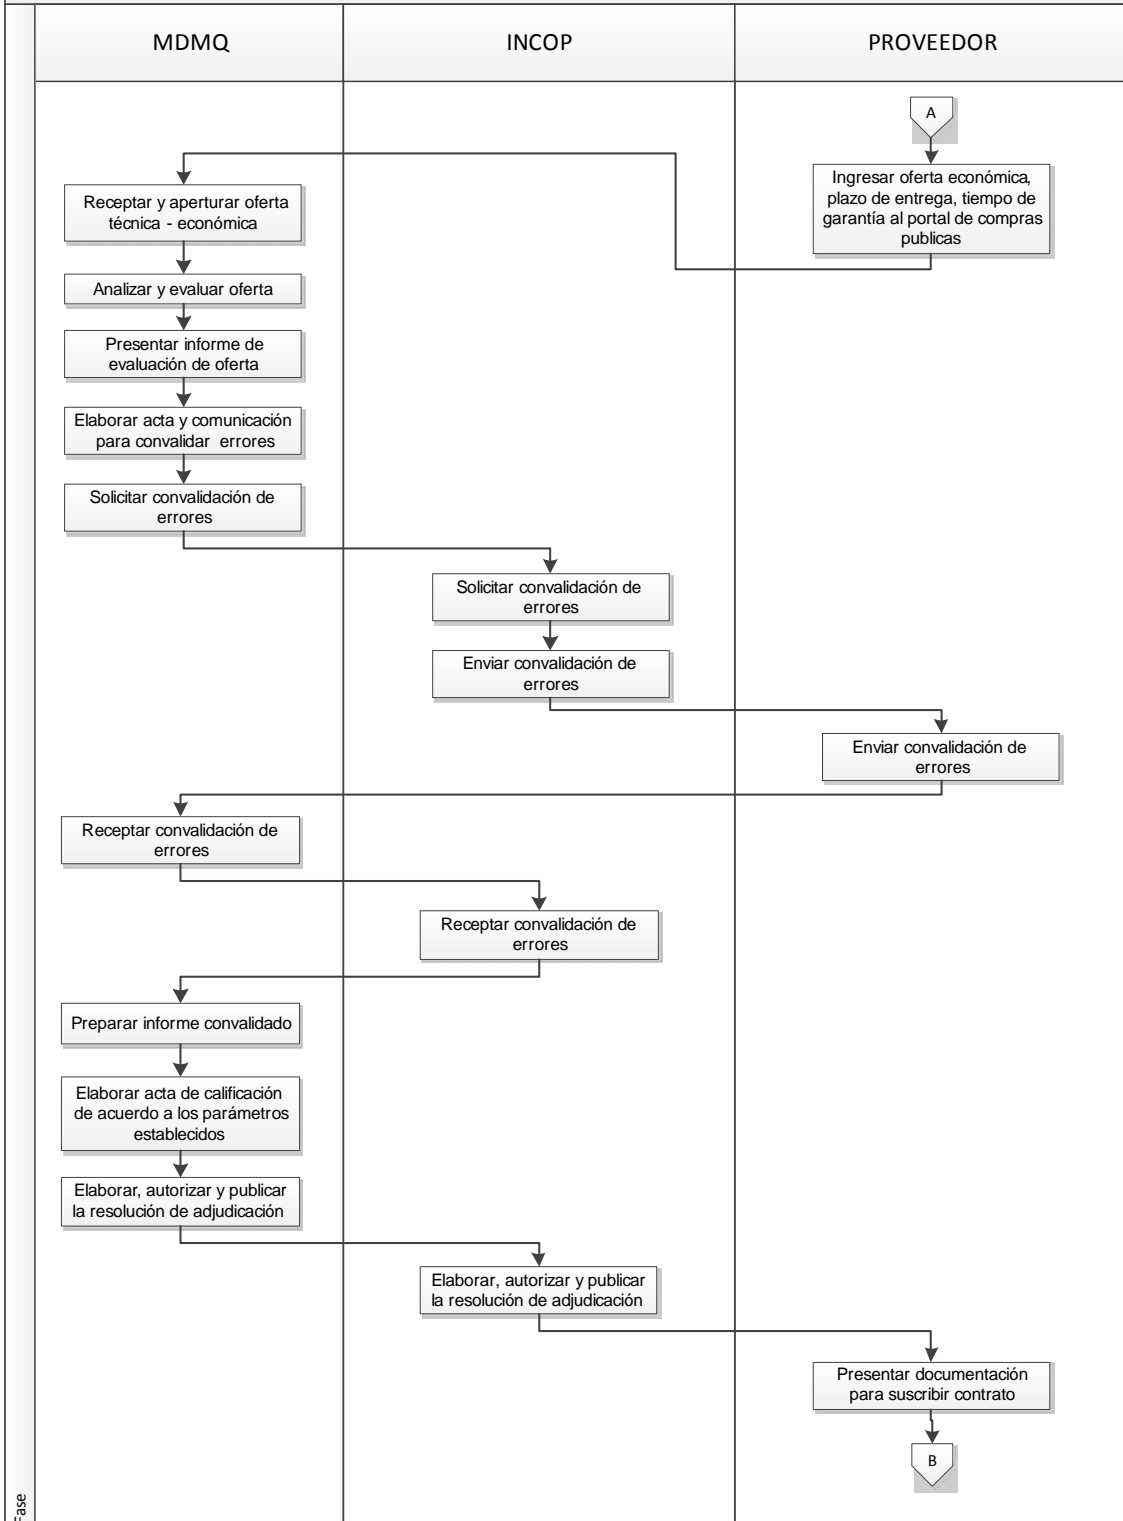 MDMQ
INCOP
PROVEEDOR
A
Ingresar oferta económica,
plazo de entrega, tiempo de
garantía al portal de compras
publicas
Receptar y aperturar oferta
técnica - económica
Analizar y evaluar oferta
Presentar informe de
evaluación de oferta
Elaborar acta y comunicación
para convalidar errores
Solicitar convalidación de
errores
Solicitar convalidación de
errores
Enviar convalidación de
errores
Enviar convalidación de
errores
Receptar convalidación de
errores
Receptar convalidación de
errores
Preparar informe convalidado
Elaborar acta de calificación
de acuerdo a los parámetros
establecidos
Elaborar, autorizar y publicar
la resolución de adjudicación
Elaborar, autorizar y publicar
la resolución de adjudicación
Presentar documentación
para suscribir contrato
B
Fase